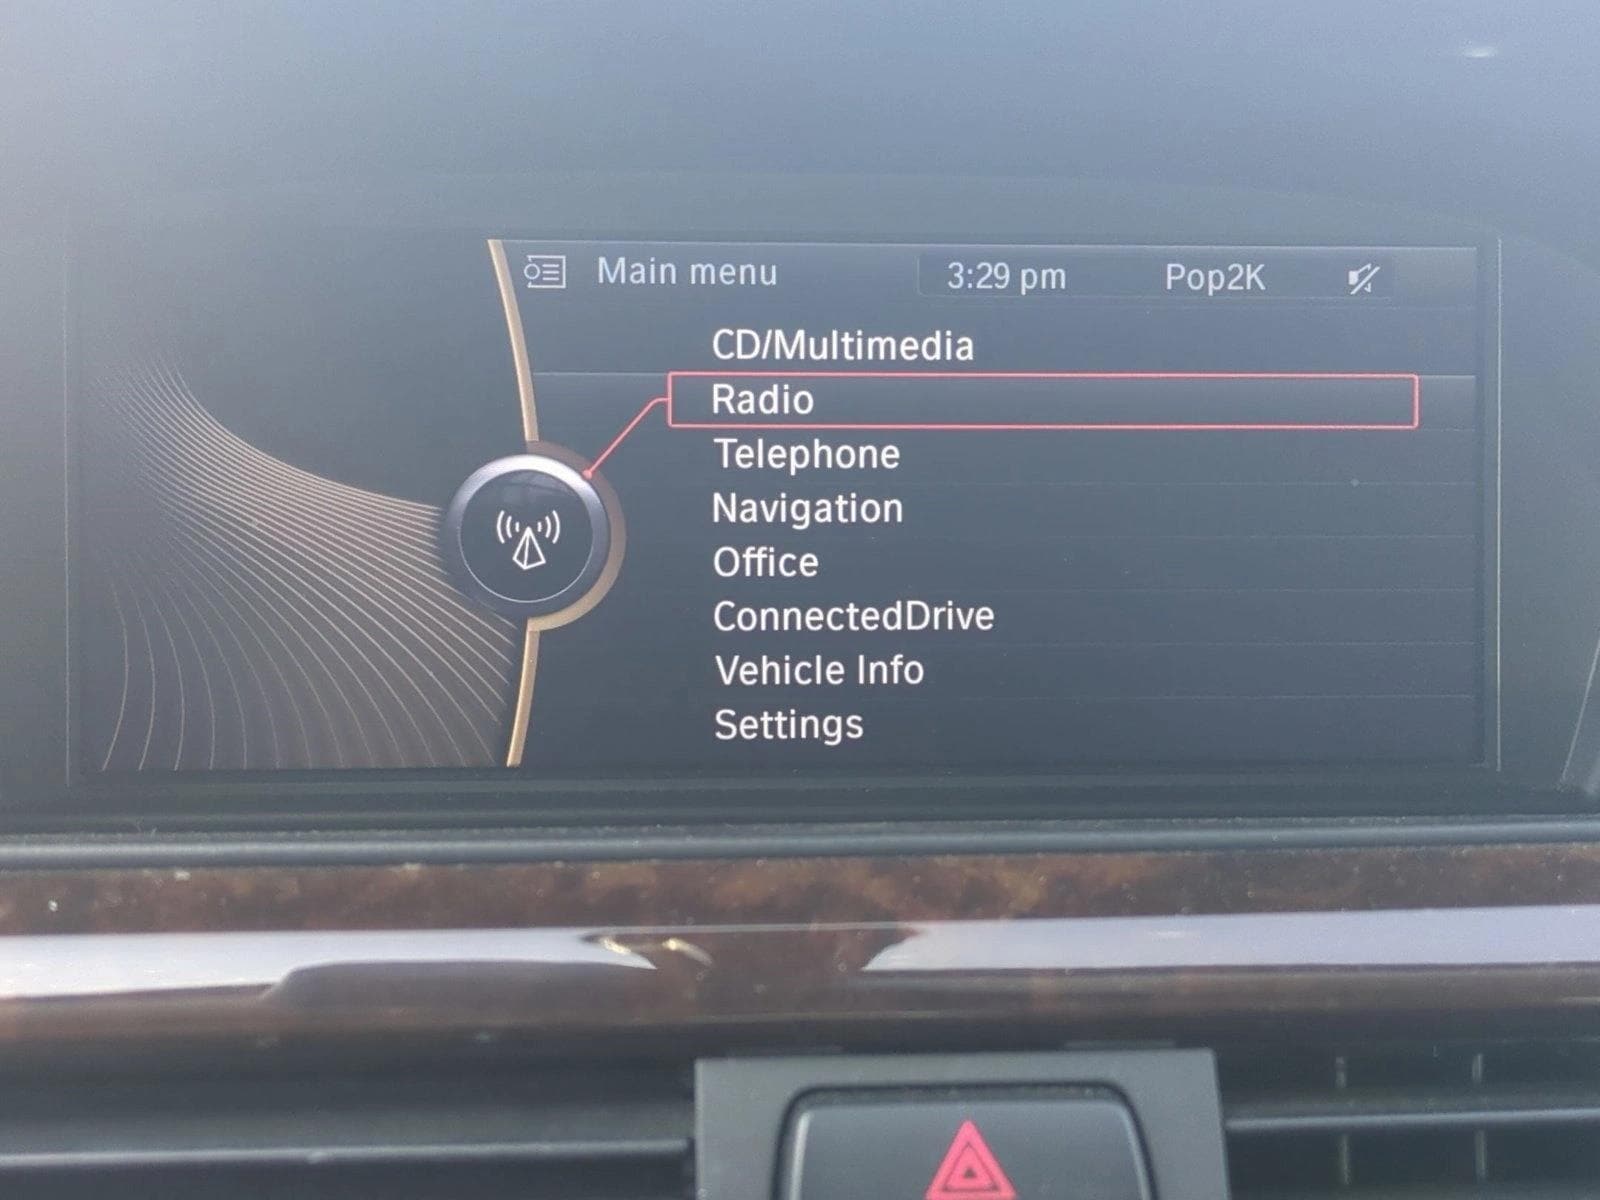 Main menu 3:29 pm Pop2K
CD/Multimedia
Radio
Telephone
Navigation
Office
ConnectedDrive
Vehicle Info
Settings